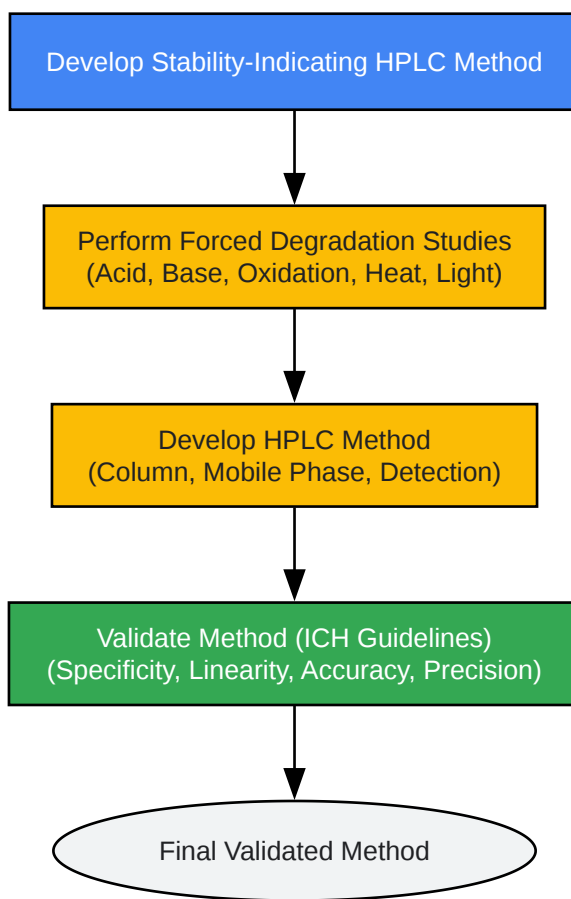 Develop Stability-Indicating HPLC Method
Perform Forced Degradation Studies
(Acid, Base, Oxidation, Heat, Light)
Develop HPLC Method
(Column, Mobile Phase, Detection)
Validate Method (ICH Guidelines)
(Specificity, Linearity, Accuracy, Precision)
Final Validated Method